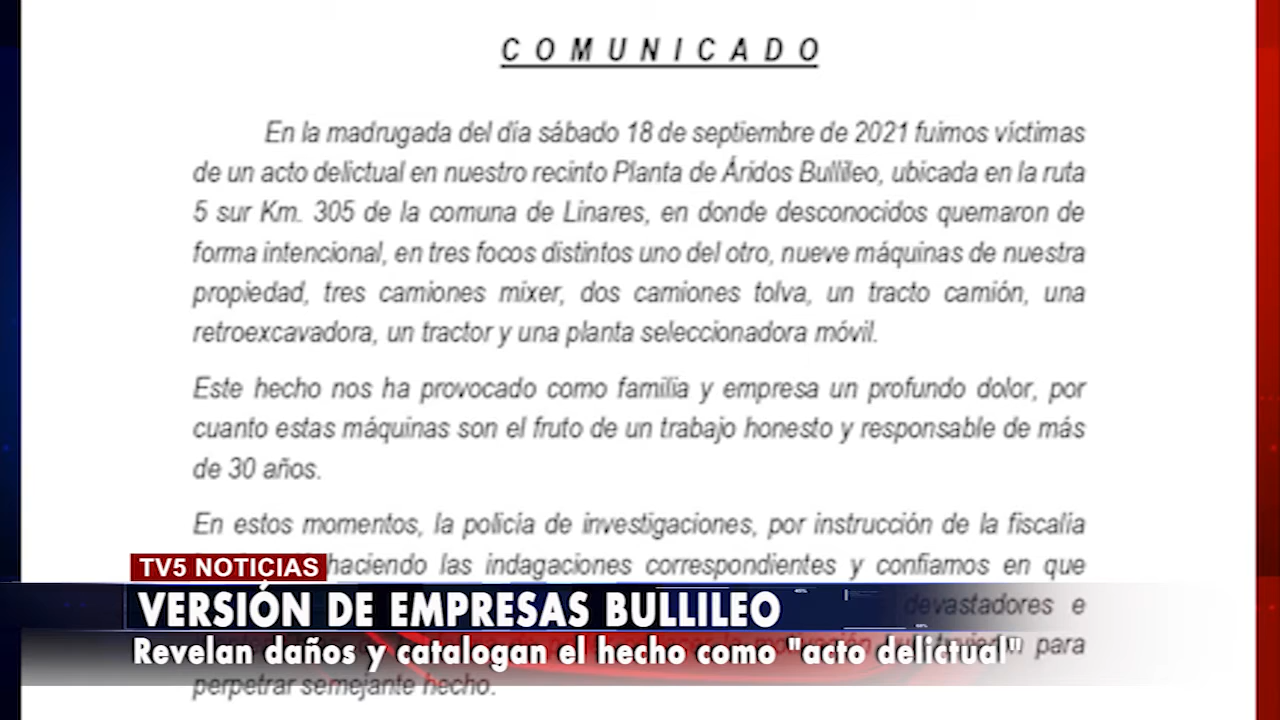 COMUNICADO
En la madrugada del día sábado 18 de septiembre de 2021 fuimos víctimas
de un acto delictual en nuestro recinto Planta de Áridos Bullileo, ubicada en la ruta
5 sur Km. 305 de la comuna de Linares, en donde desconocidos quemaron de
forma intencional, en tres focos distintos uno del otro, nueve máquinas de nuestra
propiedad, tres camiones mixer, dos camiones tolva, un tracto camión, una
retroexcavadora, un tractor y una planta seleccionadora móvil.
Este hecho nos ha provocado como familia y empresa un profundo dolor, por
cuanto estas máquinas son el fruto de un trabajo honesto y responsable de más
de 30 años.
En estos momentos, la policía de investigaciones, por instrucción de la fiscalía
haciendo las indagaciones correspondientes y confiamos en que
devastadores e
para
perpetrar semejante hecho.
TV5 NOTICIAS
VERSIÓN DE EMPRESAS BULLILEO
Revelan daños y catalogan el hecho como "acto delictual"